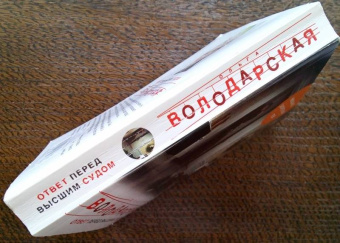 ОЛЬГА
ВОЛОДАРСКАЯ
ОТВЕТ ПЕРЕД
ВЫСШИМ СУДОМ